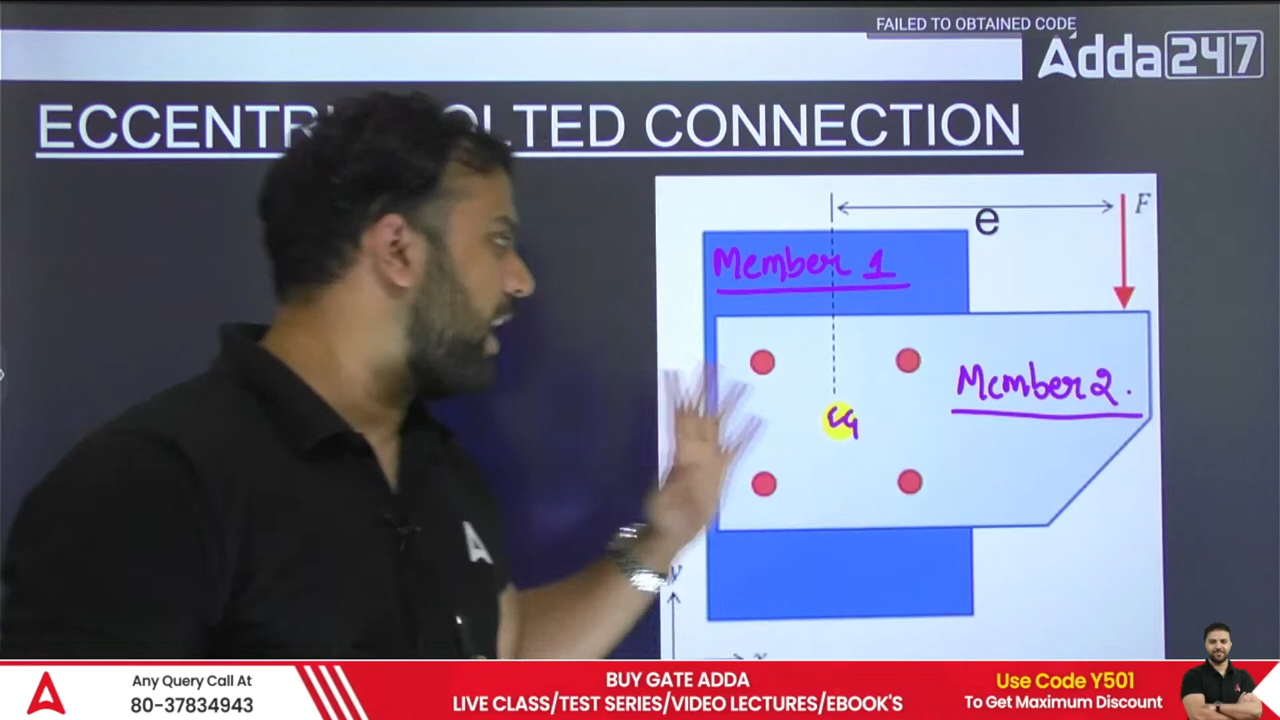 FAILED TO OBTAINED CODE
Adda247
ECCENTR OLTED CONNECTION
e
F
Member 1
Member 2.
CG
y
x
Any Query Call At
80-37834943
BUY GATE ADDA
LIVE CLASS/TEST SERIES/VIDEO LECTURES/EBOOK'S
Use Code Y501
To Get Maximum Discount